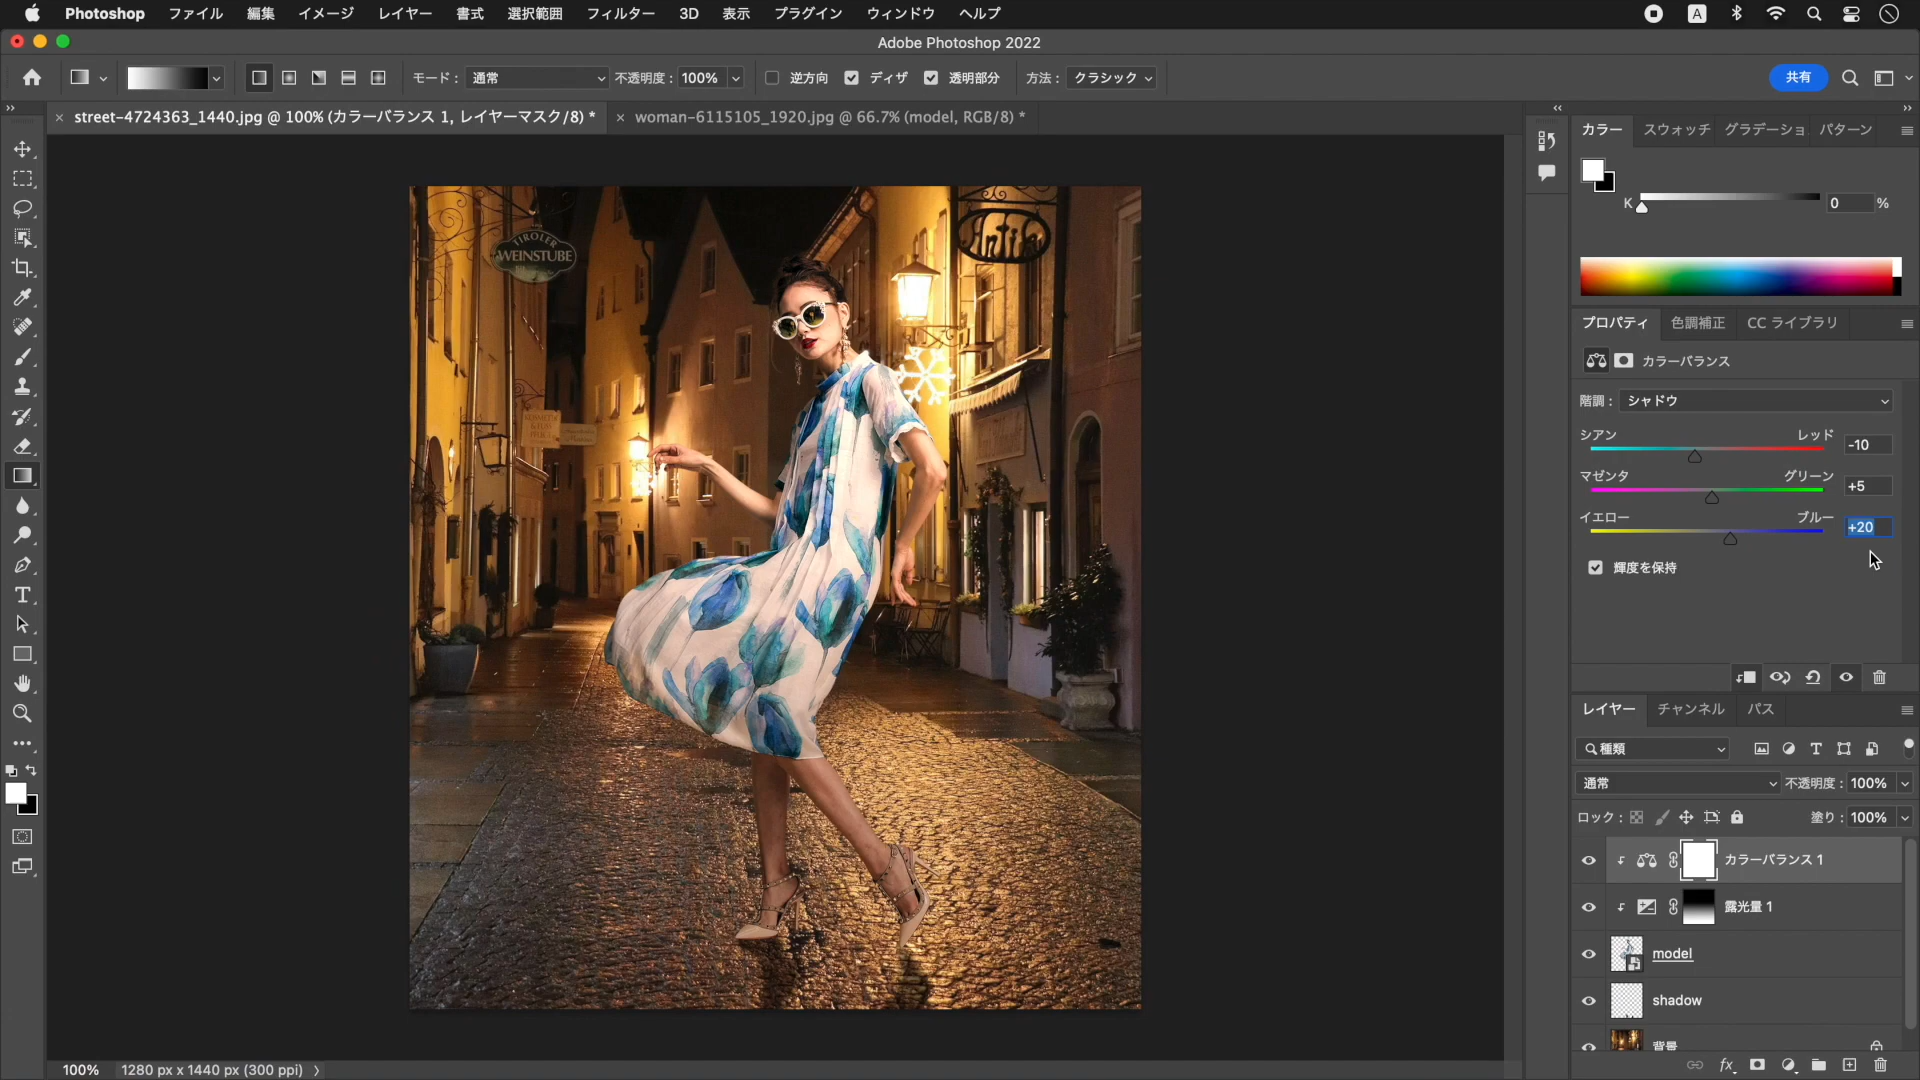 Photoshop ファイル 編集 イメージ レイヤー 書式 選択範囲 フィルター 3D 表示 プラグイン ウィンドウ ヘルプ A
Adobe Photoshop 2022
モード： 通常 不透明度： 100% 逆方向 ディザ 透明部分 方法： クラシック 共有
× street-4724363_1440.jpg @ 100% (カラーバランス 1, レイヤーマスク/8) *
× woman-6115105_1920.jpg @ 66.7% (model, RGB/8) *
カラー スウォッチ グラデーショ パターン
K 0 %
TIROLER
WEINSTUBE
Antik
プロパティ 色調補正 CC ライブラリ
カラーバランス
階調： シャドウ
シアン レッド -10
マゼンタ グリーン +5
イエロー ブルー +20
輝度を保持
レイヤー チャンネル パス
種類
通常 不透明度： 100%
ロック： 塗り： 100%
カラーバランス 1
露光量 1
model
shadow
背景
100% 1280 px x 1440 px (300 ppi)